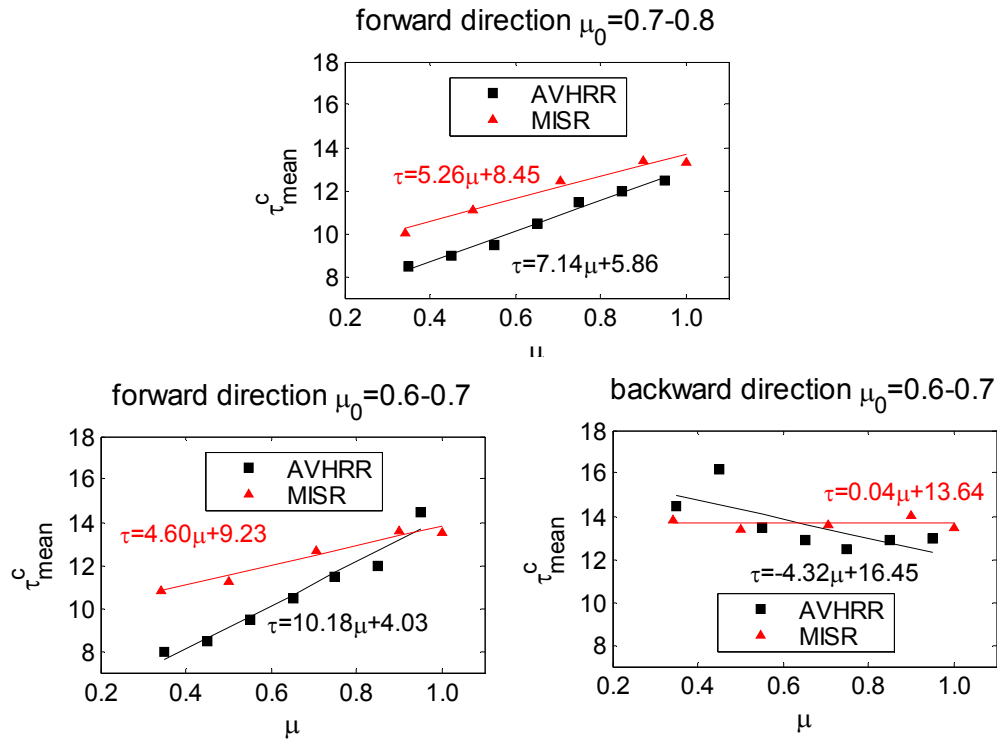 forward direction μ0=0.7-0.8
18
16
14
12
10
8
τ^c_mean
AVHRR
MISR
τ=5.26μ+8.45
τ=7.14μ+5.86
0.2 0.4 0.6 0.8 1.0
μ
forward direction μ0=0.6-0.7
18
16
14
12
10
8
τ^c_mean
AVHRR
MISR
τ=4.60μ+9.23
τ=10.18μ+4.03
0.2 0.4 0.6 0.8 1.0
μ
backward direction μ0=0.6-0.7
18
16
14
12
10
8
τ^c_mean
τ=0.04μ+13.64
τ=-4.32μ+16.45
AVHRR
MISR
0.2 0.4 0.6 0.8 1.0
μ